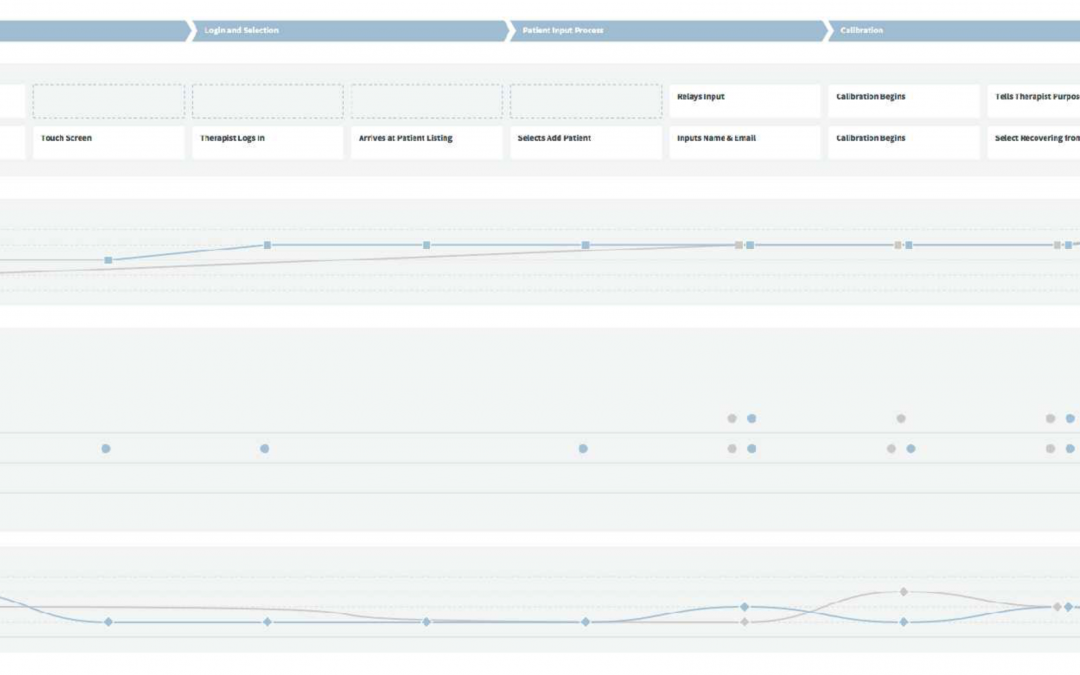 Login and Selection
Patient Input Process
Calibration
Relays Input
Calibration Begins
Tells Therapist Purpos
Touch Screen
Therapist Logs In
Arrives at Patient Listing
Selects Add Patient
Inputs Name & Email
Calibration Begins
Select Recovering from